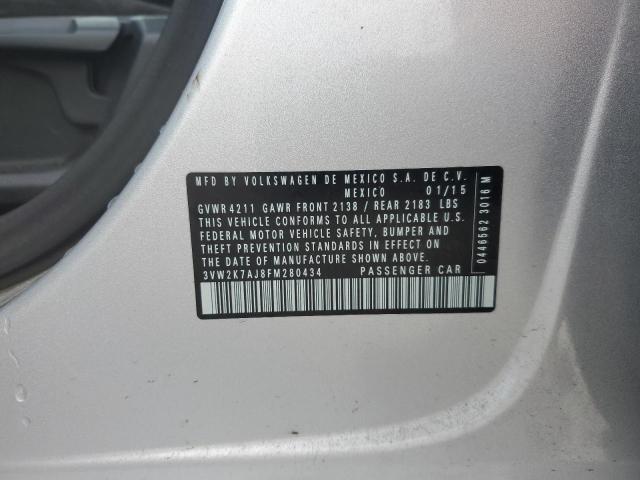 MFD BY VOLKSWAGEN DE MEXICO S.A. DE C.V.
MEXICO 01/15
GVWR 4211 GAWR FRONT 2138 / REAR 2183 LBS
THIS VEHICLE CONFORMS TO ALL APPLICABLE U.S.
FEDERAL MOTOR VEHICLE SAFETY, BUMPER AND
THEFT PREVENTION STANDARDS IN EFFECT ON
THE DATE OF MANUFACTURE SHOWN ABOVE.
3VW2K7AJ8FM280434 PASSENGER CAR
0446562 3016 M